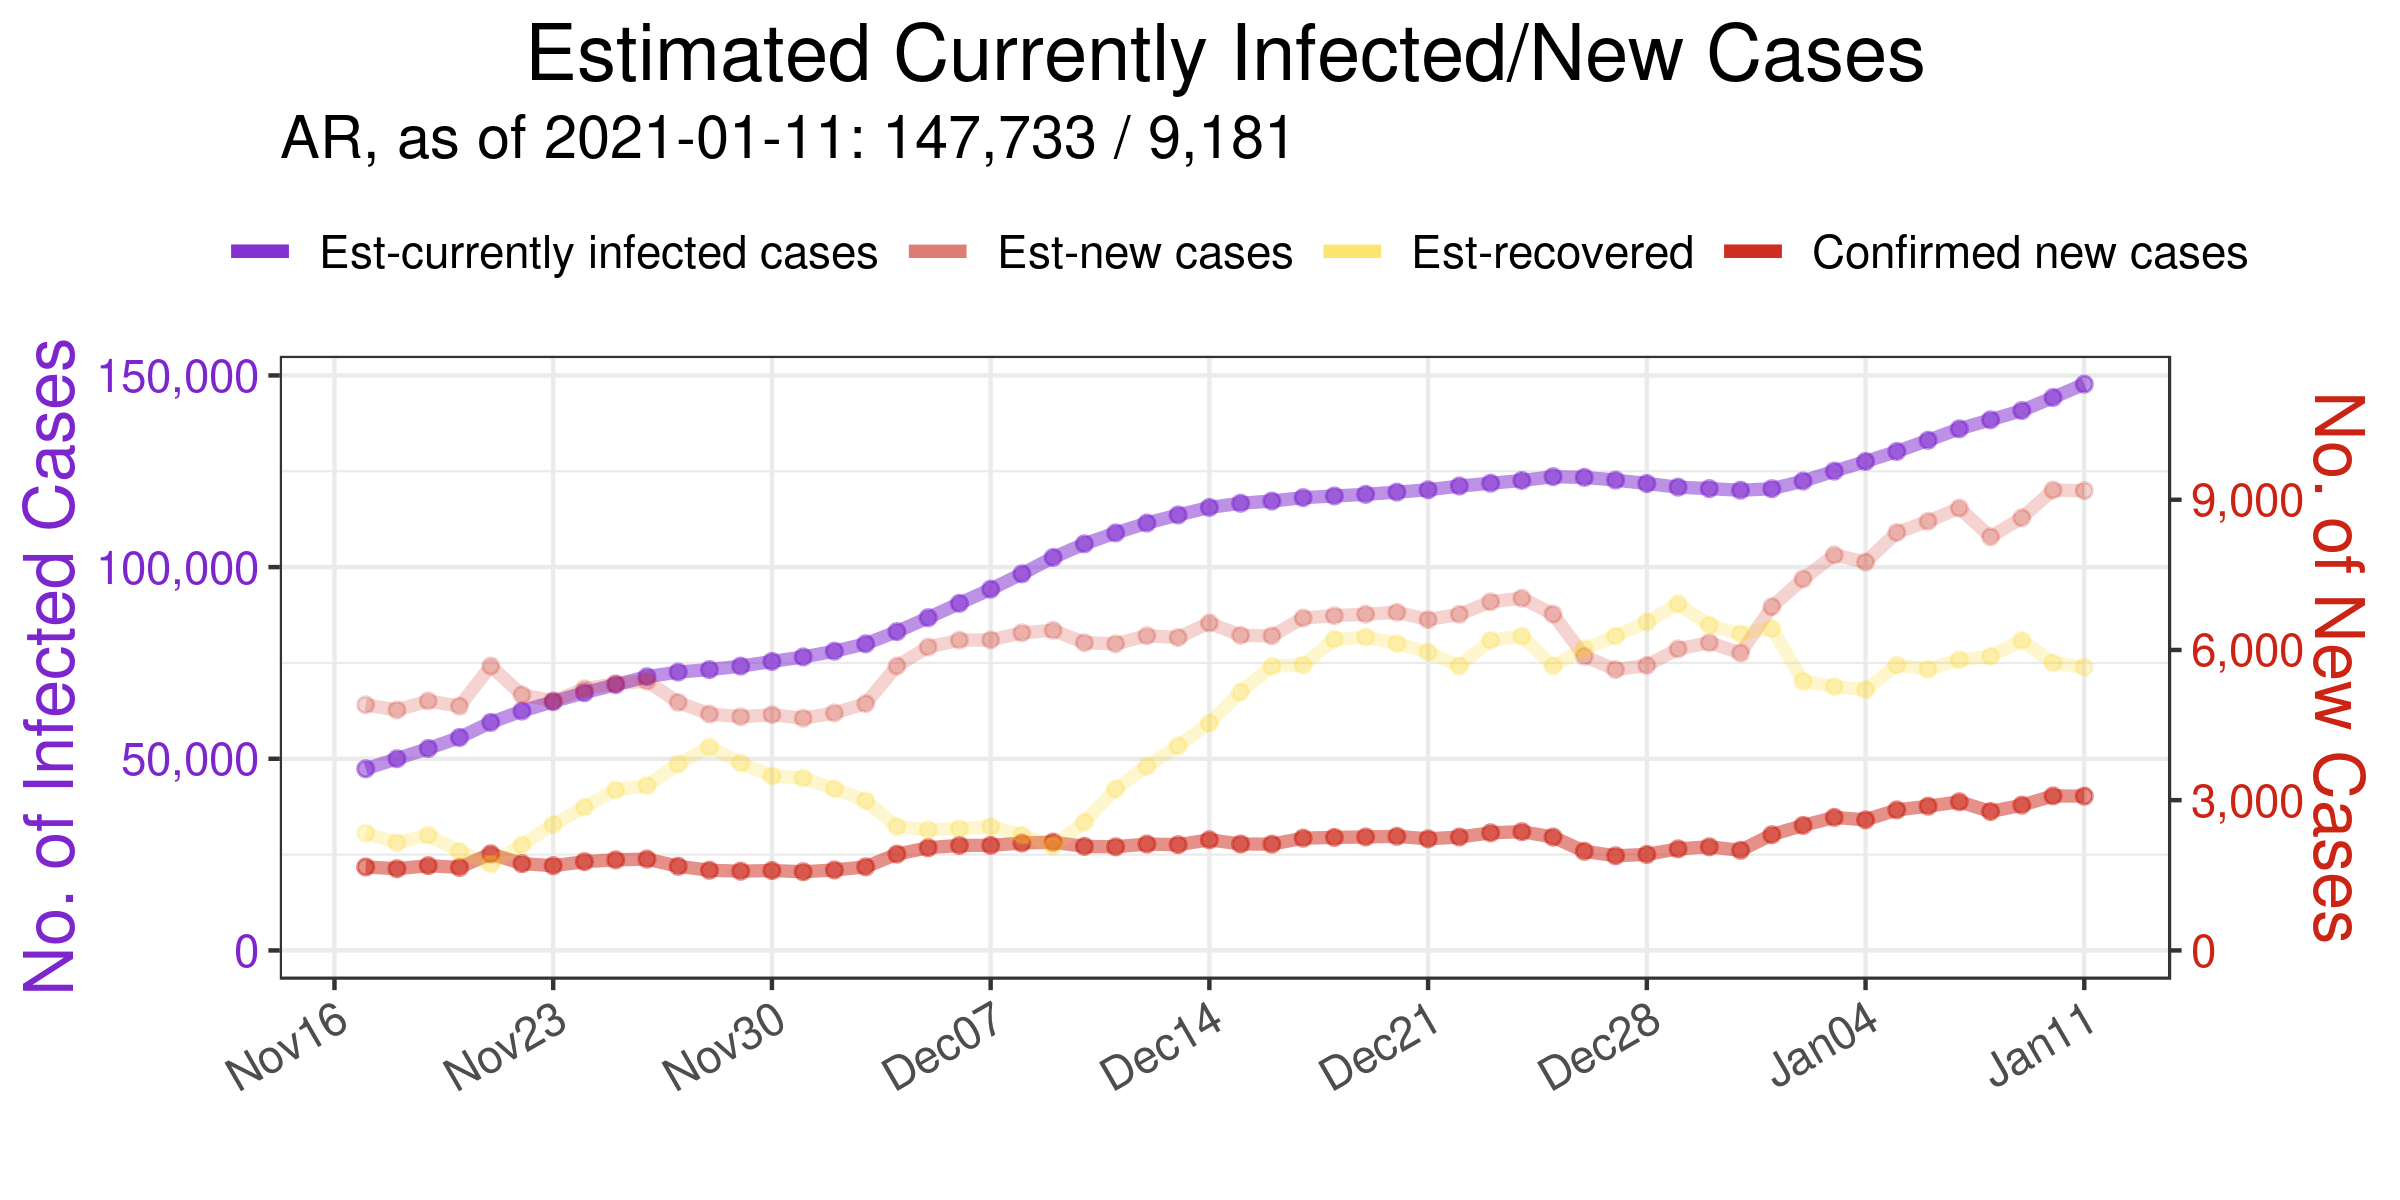 Estimated Currently Infected/New Cases
AR, as of 2021-01-11: 147,733 / 9,181
Est-currently infected cases Est-new cases Est-recovered Confirmed new cases
No. of Infected Cases
150,000
100,000
50,000
0
No. of New Cases
9,000
6,000
3,000
0
Nov16 Nov23 Nov30 Dec07 Dec14 Dec21 Dec28 Jan04 Jan11